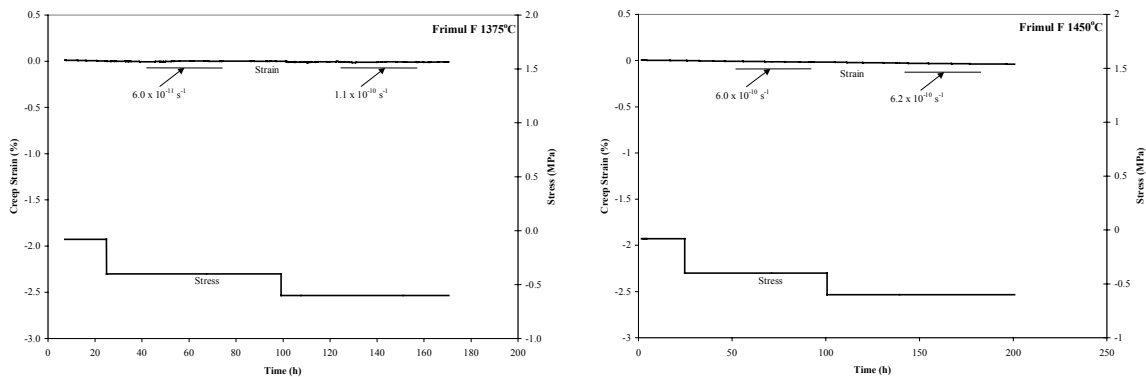 Frimul F 1375°C
0.5
0.0
-0.5
-1.0
-1.5
-2.0
-2.5
-3.0
Creep Strain (%)
2.0
1.5
1.0
0.5
0.0
-0.5
-1.0
Stress (MPa)
Strain
6.0 x 10⁻¹¹ s⁻¹
1.1 x 10⁻¹⁰ s⁻¹
Stress
0 20 40 60 80 100 120 140 160 180 200
Time (h)
Frimul F 1450°C
0.5
0
-0.5
-1
-1.5
-2
-2.5
-3
Creep Strain (%)
2
1.5
1
0.5
0
-0.5
-1
Stress (MPa)
Strain
6.0 x 10⁻¹⁰ s⁻¹
6.2 x 10⁻¹⁰ s⁻¹
Stress
0 50 100 150 200 250
Time (h)